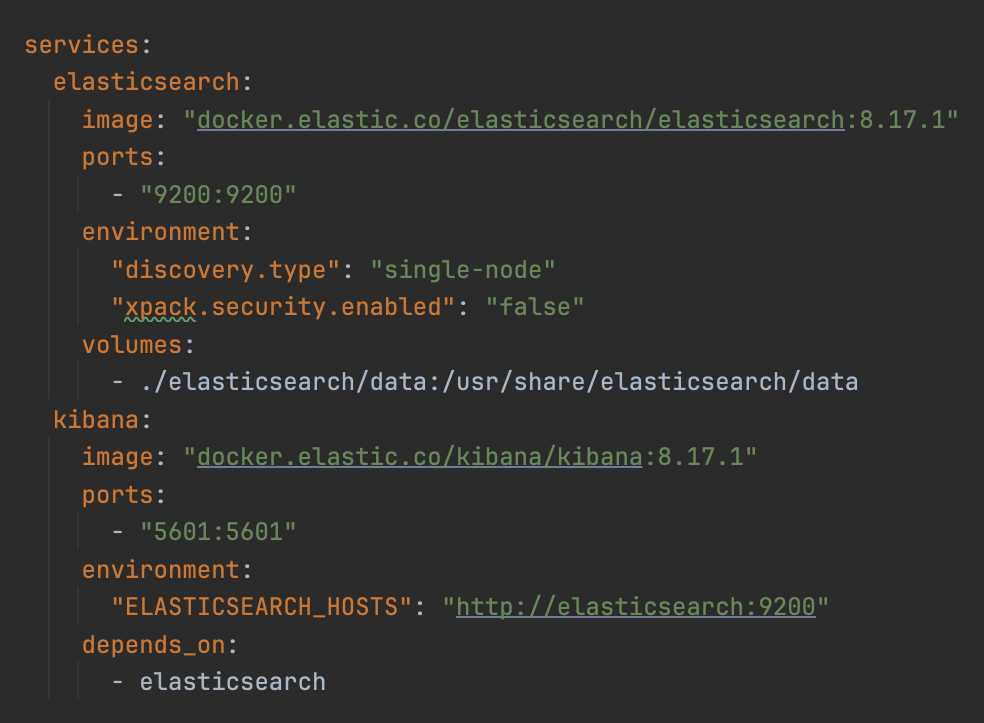 services:
  elasticsearch:
    image: "docker.elastic.co/elasticsearch/elasticsearch:8.17.1"
    ports:
      - "9200:9200"
    environment:
      "discovery.type": "single-node"
      "xpack.security.enabled": "false"
    volumes:
      - ./elasticsearch/data:/usr/share/elasticsearch/data
  kibana:
    image: "docker.elastic.co/kibana/kibana:8.17.1"
    ports:
      - "5601:5601"
    environment:
      "ELASTICSEARCH_HOSTS": "http://elasticsearch:9200"
    depends_on:
      - elasticsearch